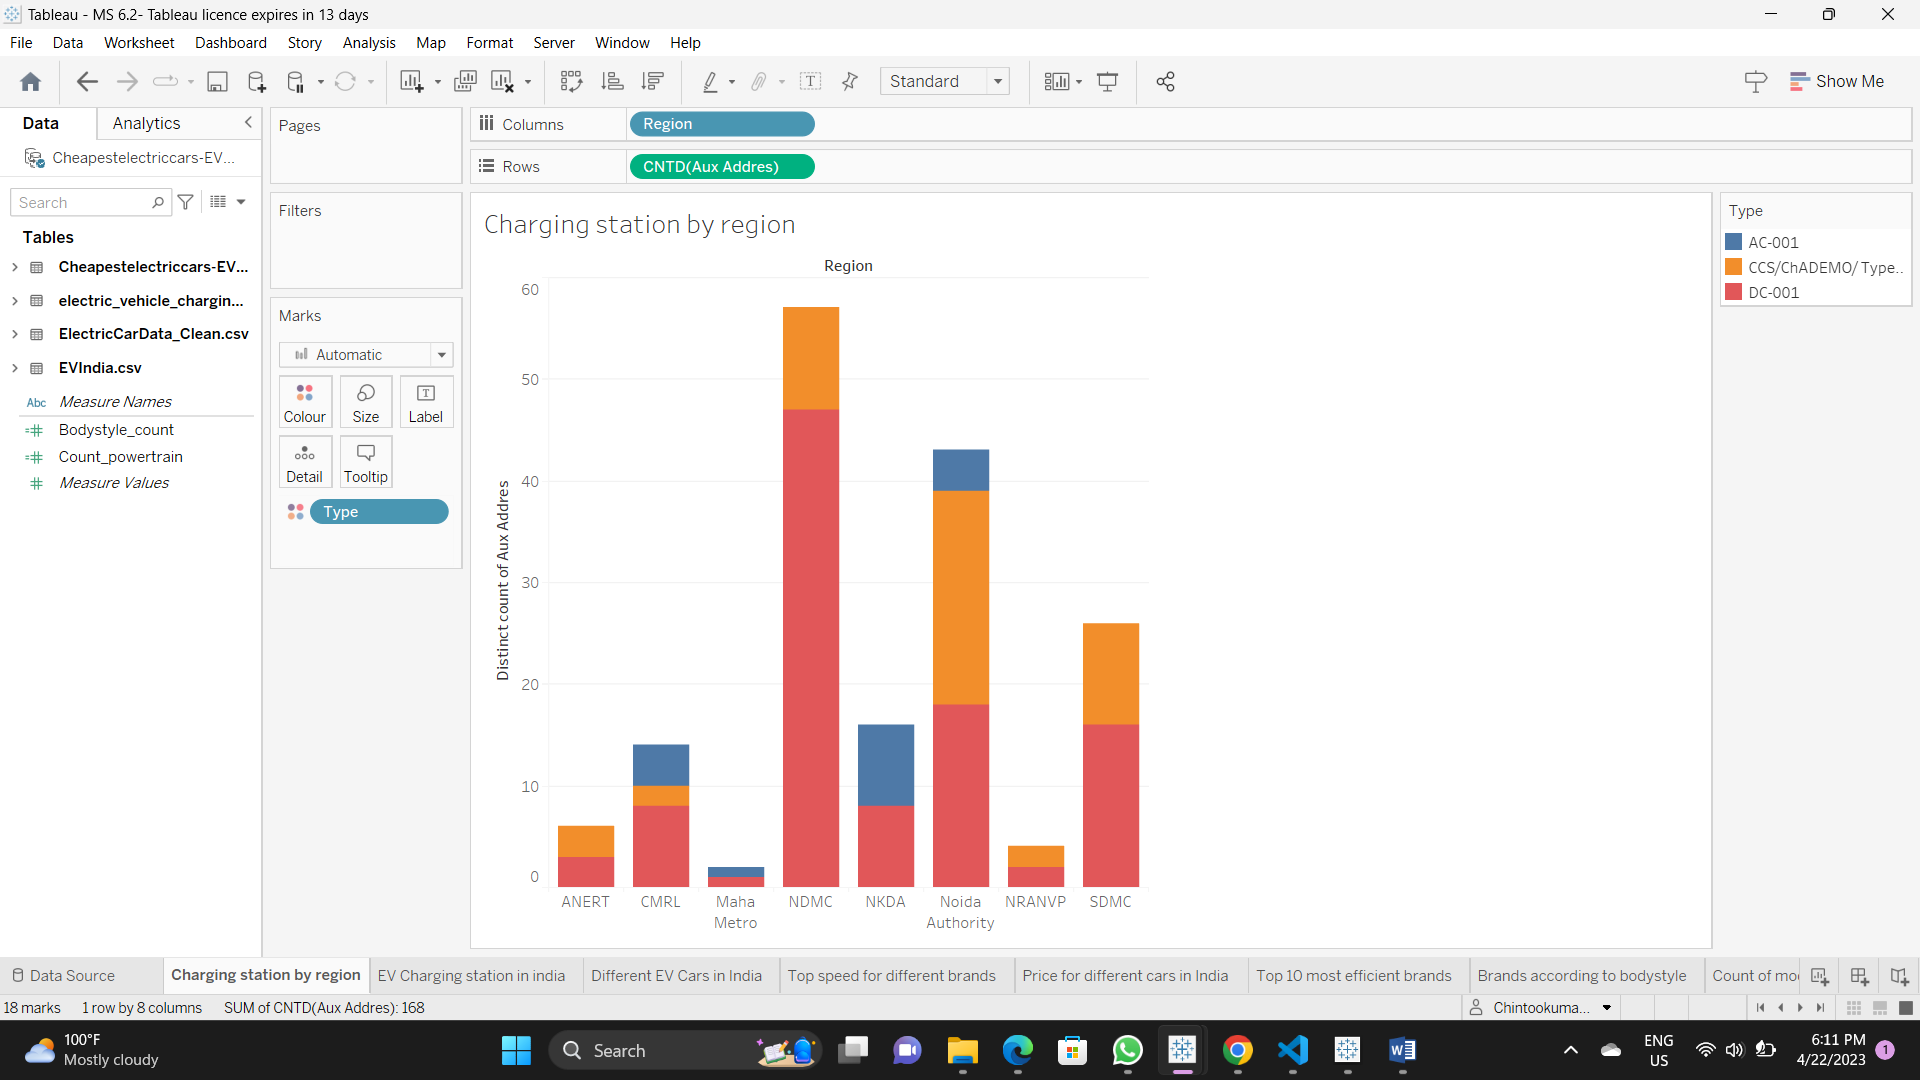 Tableau - MS 6.2- Tableau licence expires in 13 days
File Data Worksheet Dashboard Story Analysis Map Format Server Window Help
Standard
Show Me
Data Analytics
Cheapestelectriccars-EV...
Search
Tables
Cheapestelectriccars-EV...
electric_vehicle_chargin...
ElectricCarData_Clean.csv
EVIndia.csv
Abc Measure Names
Bodystyle_count
Count_powertrain
Measure Values
Pages
Filters
Marks
Automatic
Colour Size Label
Detail Tooltip
Type
Columns Region
Rows CNTD(Aux Addres)
Charging station by region
Region
Distinct count of Aux Addres
60
50
40
30
20
10
0
ANERT CMRL Maha Metro NDMC NKDA Noida Authority NRANVP SDMC
Type
AC-001
CCS/ChADEMO/ Type..
DC-001
Data Source Charging station by region EV Charging station in india Different EV Cars in India Top speed for different brands Price for different cars in India Top 10 most efficient brands Brands according to bodystyle Count of mo
18 marks 1 row by 8 columns SUM of CNTD(Aux Addres): 168 Chintookuma...
100°F
Mostly cloudy
Search
ENG
US
6:11 PM
4/22/2023
1